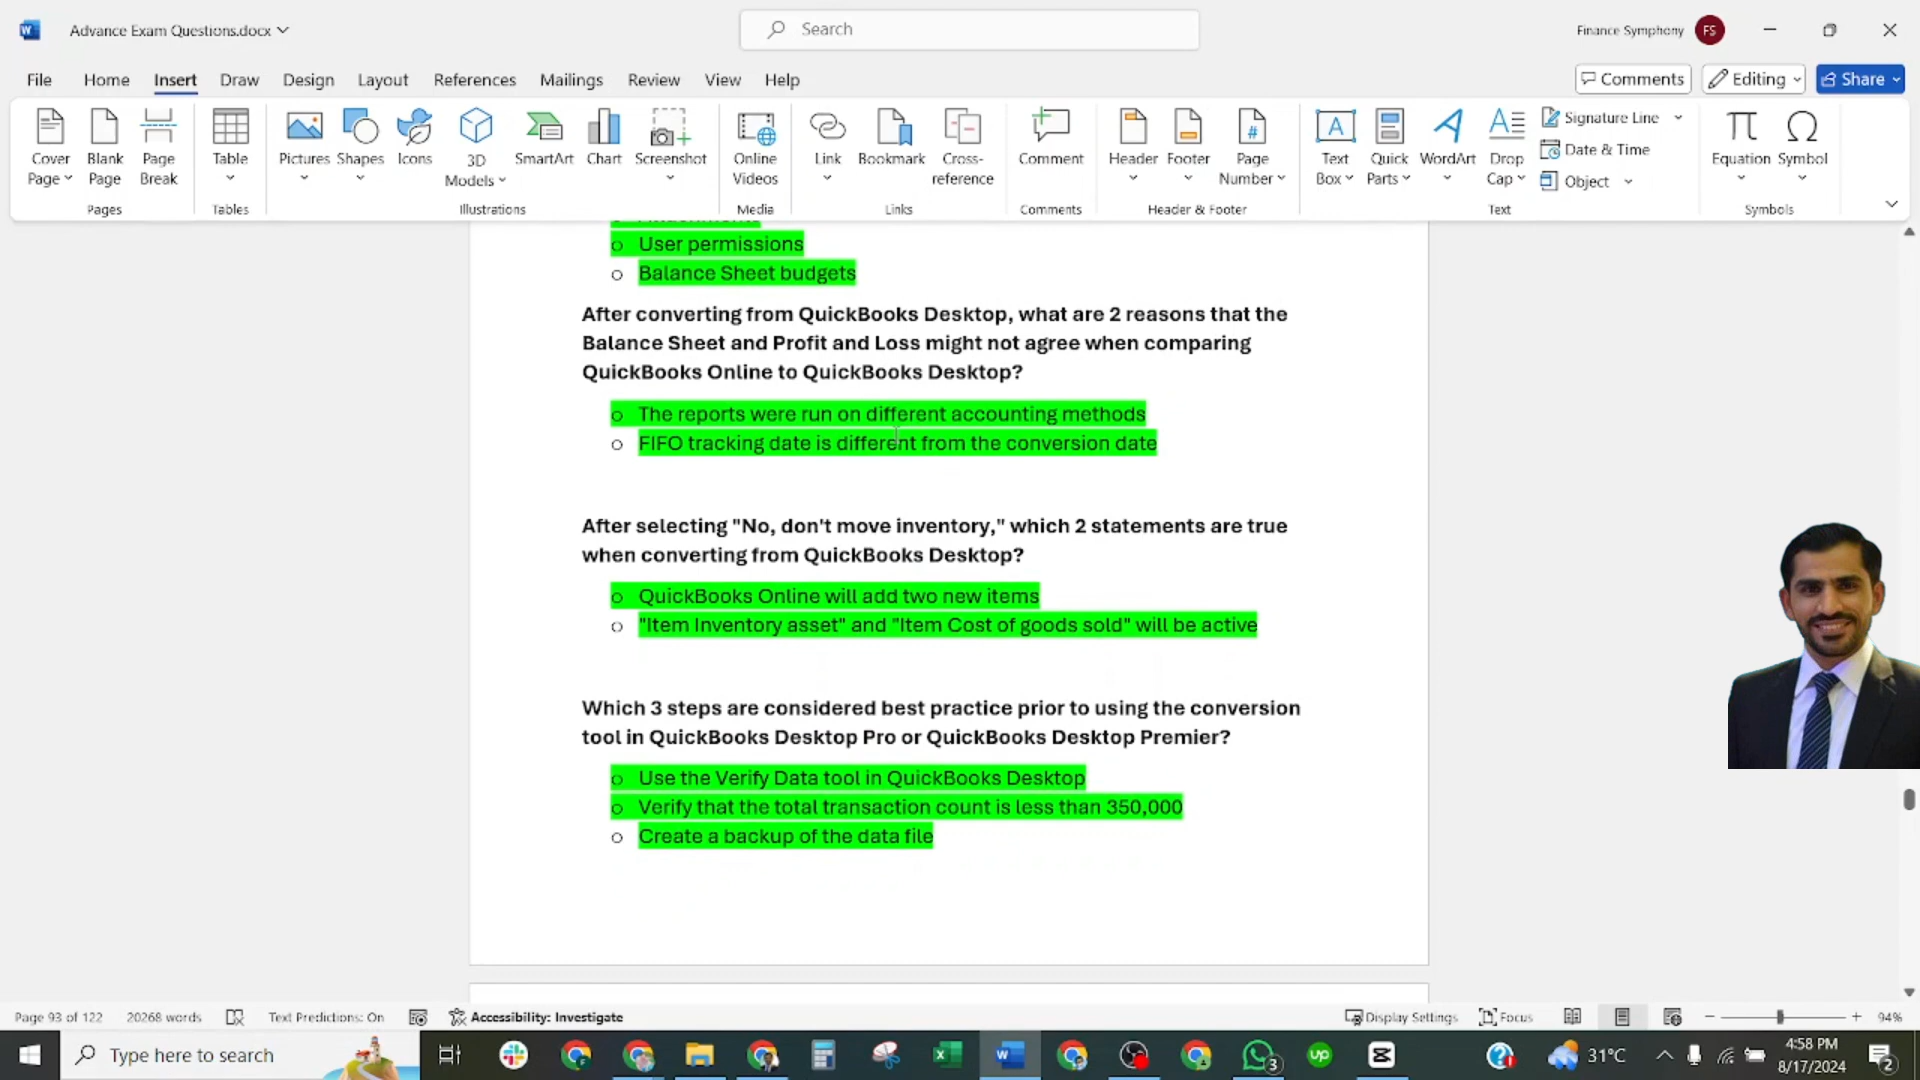 Advance Exam Questions.docx
Search
Finance Symphony FS
File Home Insert Draw Design Layout References Mailings Review View Help
Comments Editing Share
Cover Page Blank Page Page Break Table Pictures Shapes Icons 3D Models SmartArt Chart Screenshot Online Videos Link Bookmark Cross-reference Comment Header Footer Page Number Text Box Quick Parts WordArt Drop Cap Signature Line Date & Time Object Equation Symbol
Pages Tables Illustrations Media Links Comments Header & Footer Text Symbols
o User permissions
o Balance Sheet budgets
After converting from QuickBooks Desktop, what are 2 reasons that the
Balance Sheet and Profit and Loss might not agree when comparing
QuickBooks Online to QuickBooks Desktop?
o The reports were run on different accounting methods
o FIFO tracking date is different from the conversion date
After selecting "No, don't move inventory," which 2 statements are true
when converting from QuickBooks Desktop?
o QuickBooks Online will add two new items
o "Item Inventory asset" and "Item Cost of goods sold" will be active
Which 3 steps are considered best practice prior to using the conversion
tool in QuickBooks Desktop Pro or QuickBooks Desktop Premier?
o Use the Verify Data tool in QuickBooks Desktop
o Verify that the total transaction count is less than 350,000
o Create a backup of the data file
Page 93 of 122 20268 words Text Predictions: On Accessibility: Investigate Display Settings Focus 94%
Type here to search
31°C
4:58 PM
8/17/2024